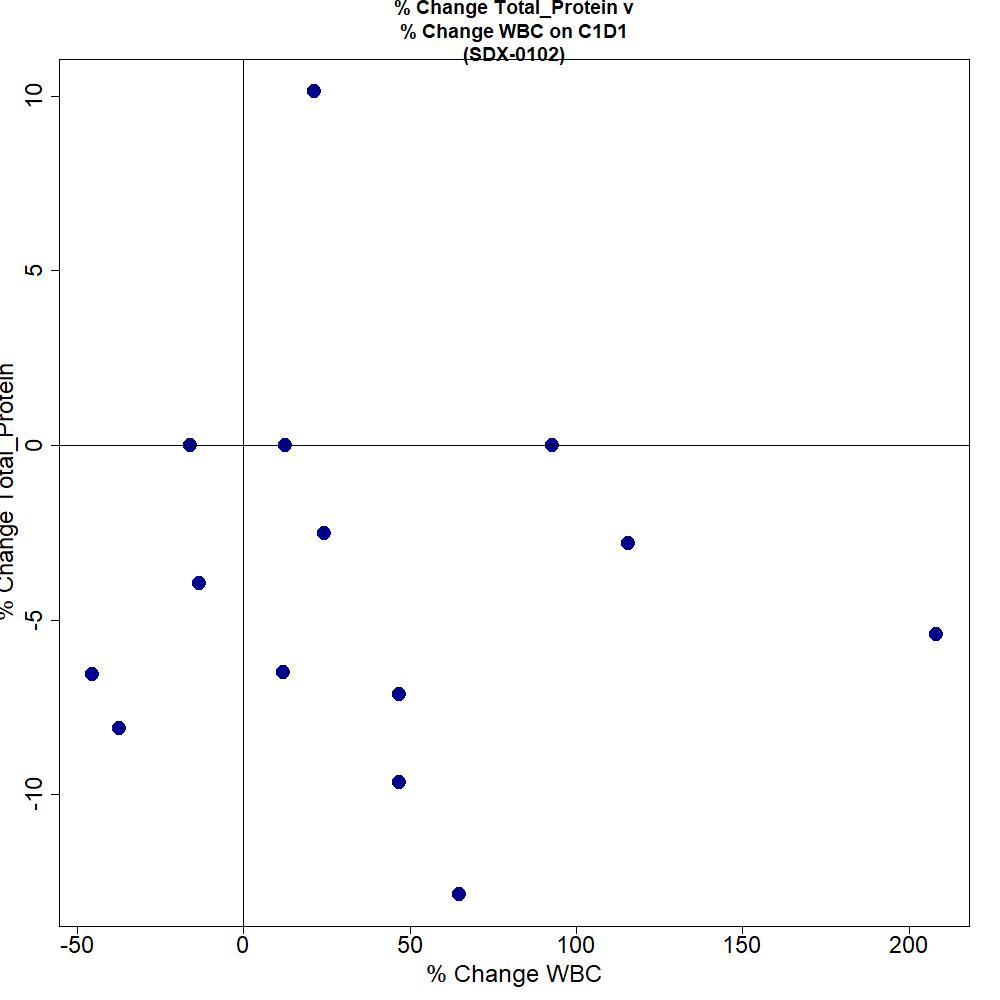 % Change Total_Protein v
% Change WBC on C1D1
(SDX-0102)
% Change Total_Protein
10
5
0
-5
-10
-50
0
50
100
150
200
% Change WBC